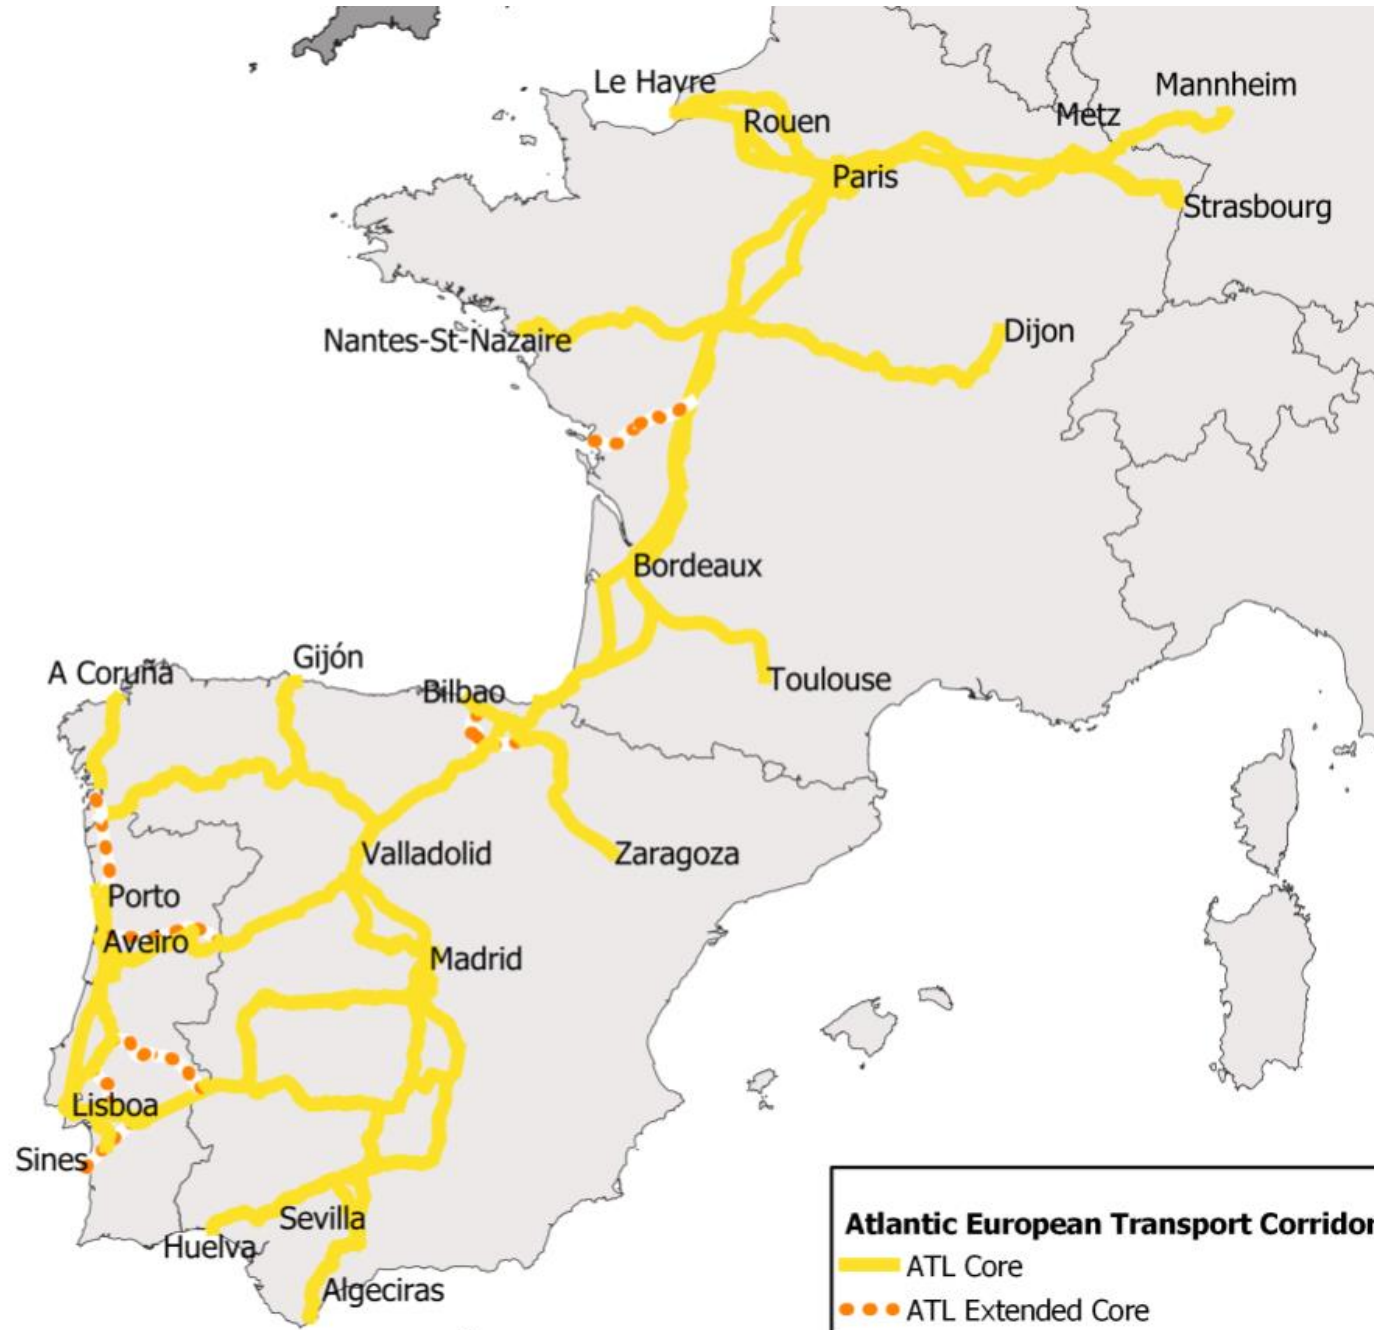 Le Havre
Mannheim
Metz
Rouen
Paris
Strasbourg
Nantes-St-Nazaire
Dijon
Bordeaux
Gijón
A Coruña
Bilbao
Toulouse
Valladolid
Zaragoza
Porto
Aveiro
Madrid
Lisboa
Sines
Sevilla
Huelva
Algeciras
Atlantic European Transport Corridor
ATL Core
ATL Extended Core